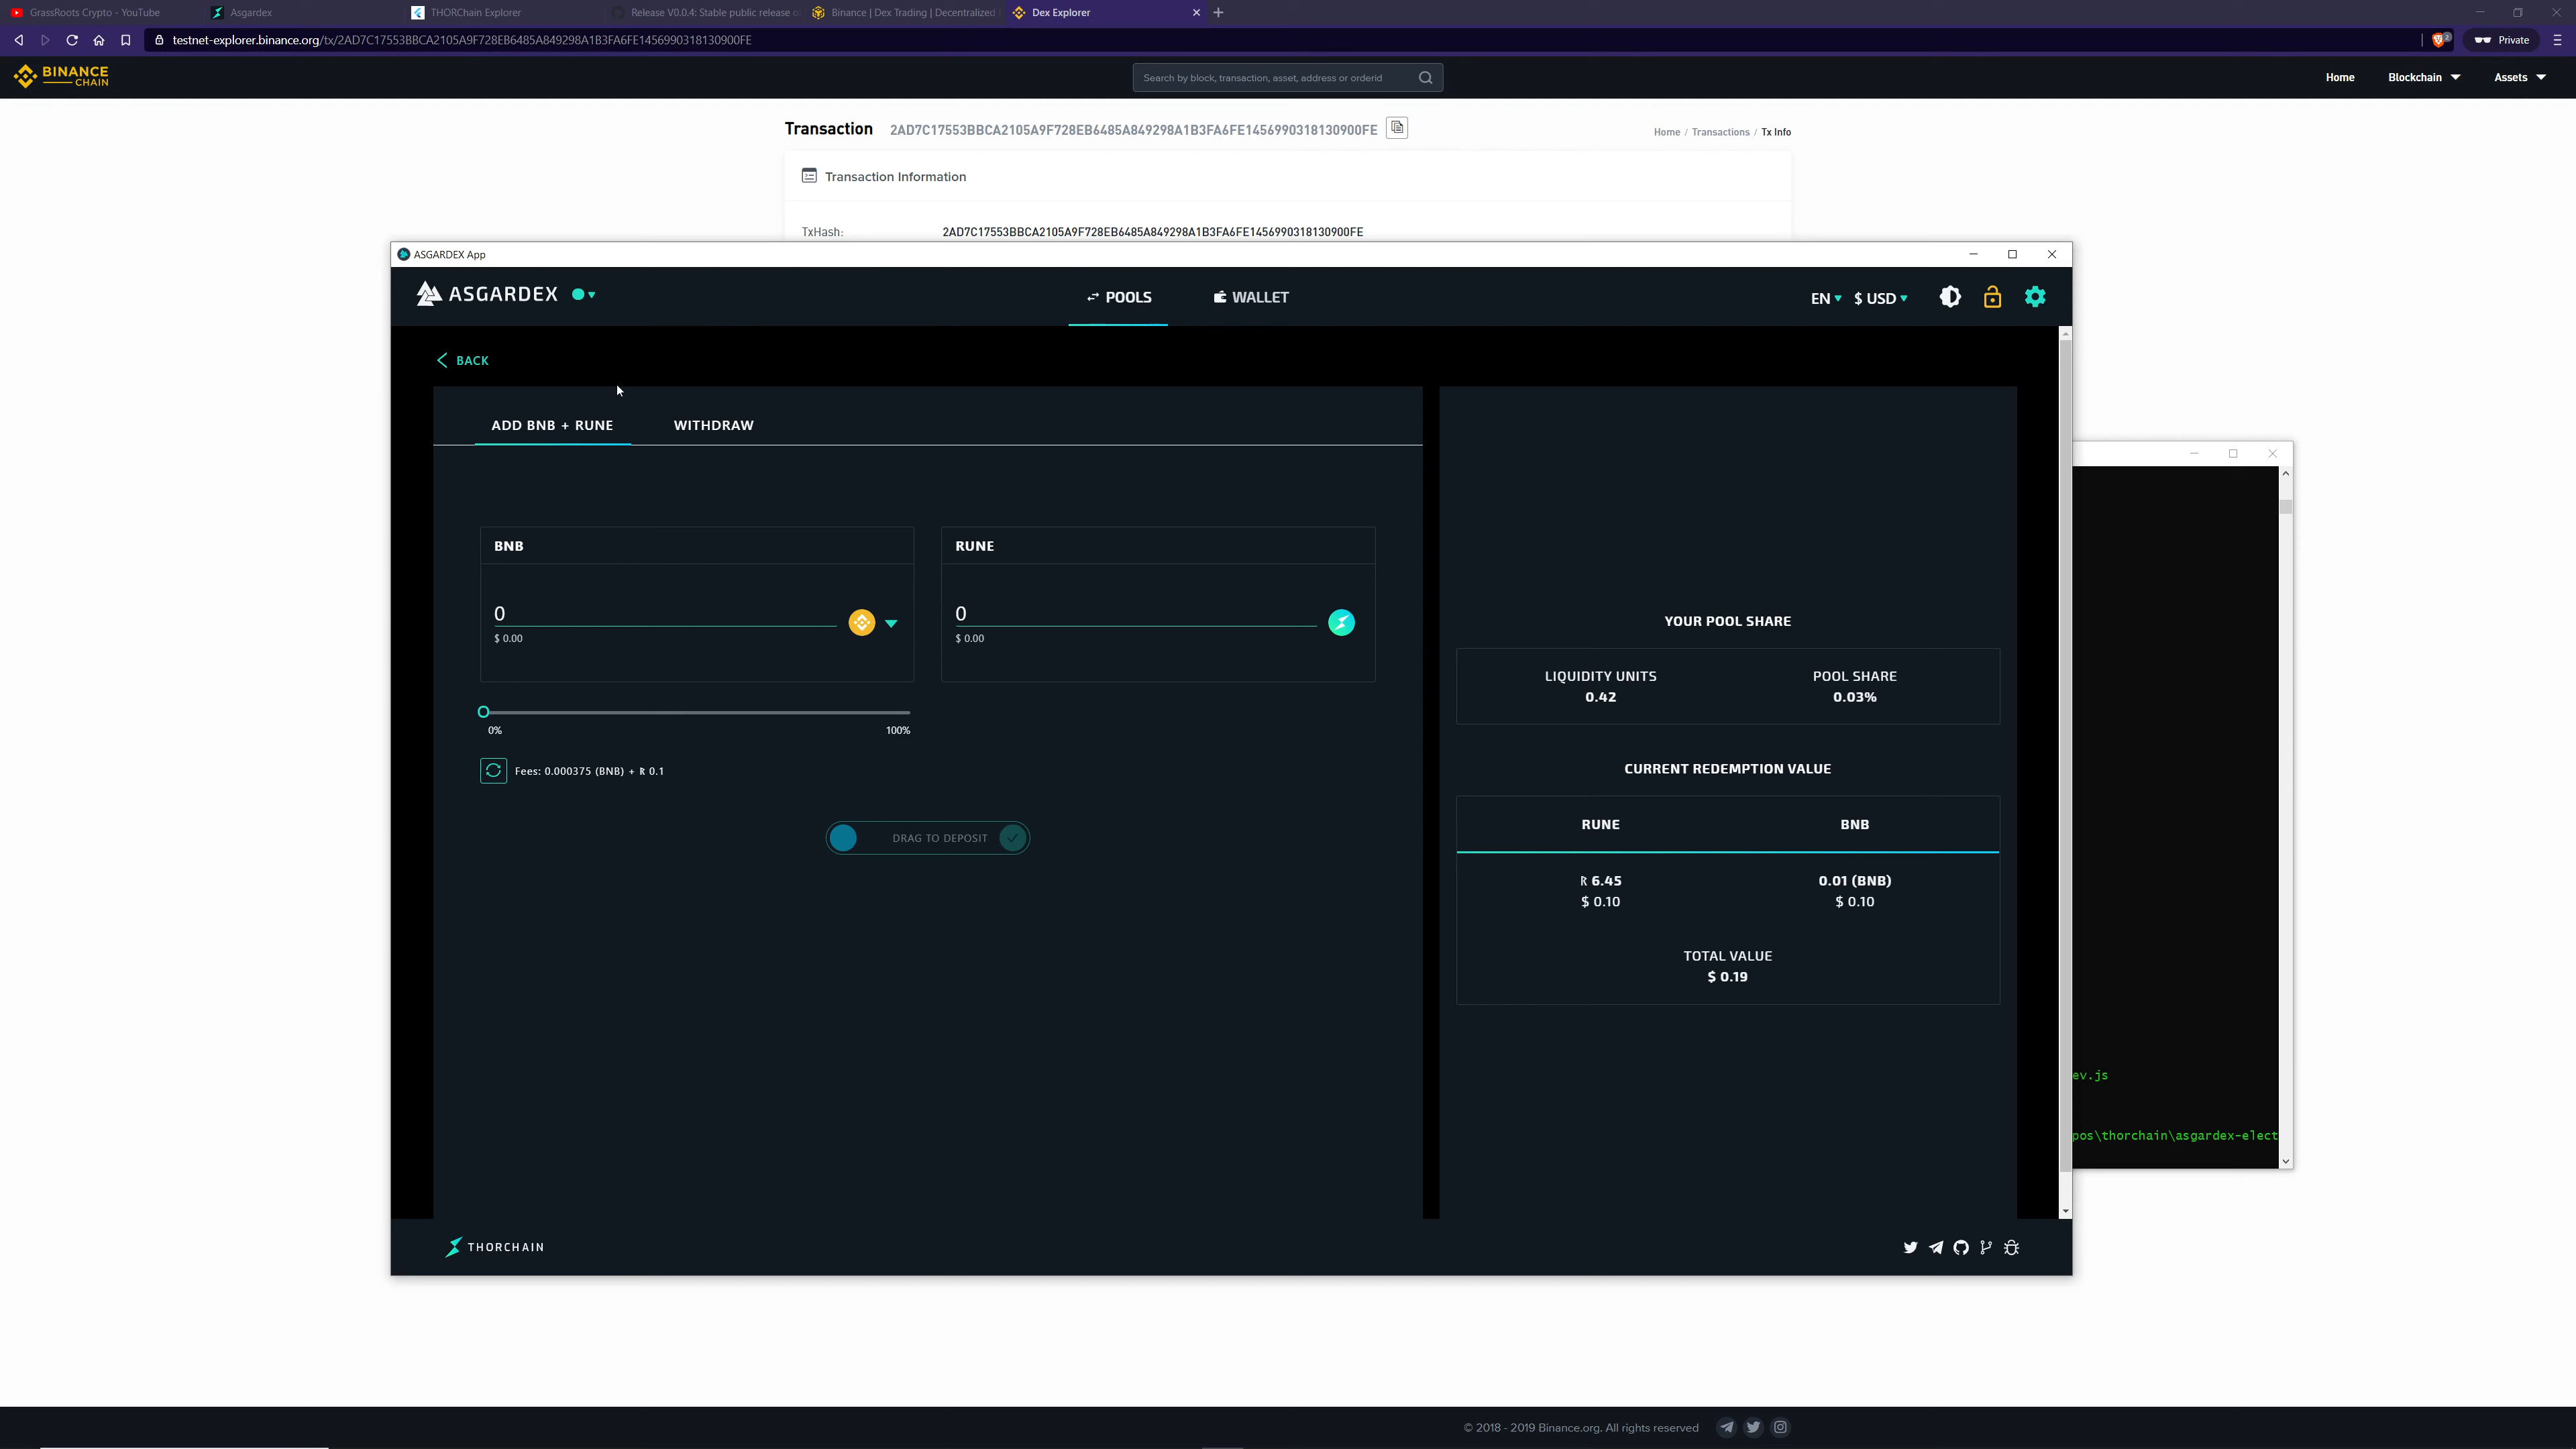 GrassRoots Crypto - YouTube
Asgardex
THORChain Explorer
Release V0.0.4: Stable public release o
Binance | Dex Trading | Decentralized
Dex Explorer
testnet-explorer.binance.org/tx/2AD7C17553BBCA2105A9F728EB6485A849298A1B3FA6FE1456990318130900FE
2
Private
BINANCE
CHAIN
Search by block, transaction, asset, address or orderid
Home
Blockchain
Assets
Transaction 2AD7C17553BBCA2105A9F728EB6485A849298A1B3FA6FE1456990318130900FE
Home / Transactions / Tx Info
Transaction Information
TxHash: 2AD7C17553BBCA2105A9F728EB6485A849298A1B3FA6FE1456990318130900FE
ASGARDEX App
ASGARDEX
POOLS
WALLET
EN
$ USD
BACK
ADD BNB + RUNE
WITHDRAW
BNB
RUNE
0
0
$ 0.00
$ 0.00
0%
100%
Fees: 0.000375 (BNB) + ᚱ 0.1
DRAG TO DEPOSIT
YOUR POOL SHARE
LIQUIDITY UNITS
POOL SHARE
0.42
0.03%
CURRENT REDEMPTION VALUE
RUNE
BNB
ᚱ 6.45
0.01 (BNB)
$ 0.10
$ 0.10
TOTAL VALUE
$ 0.19
ev.js
pos\thorchain\asgardex-elect
THORCHAIN
© 2018 - 2019 Binance.org. All rights reserved